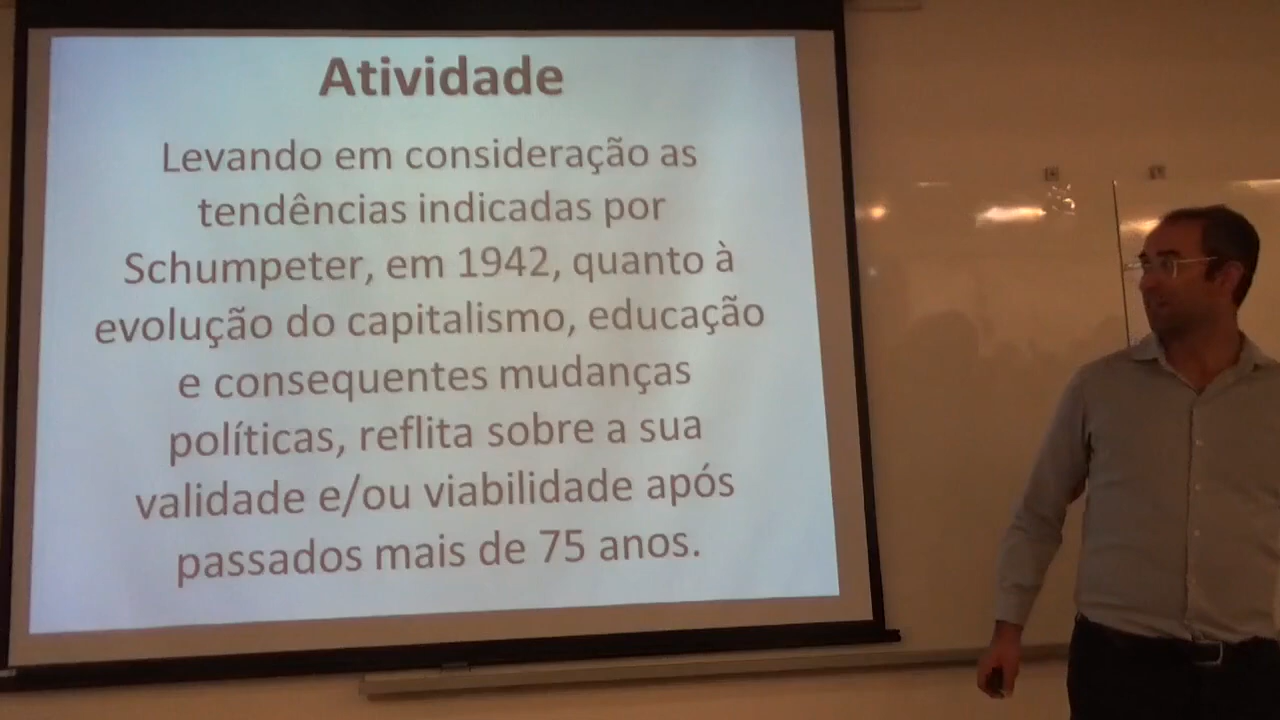 Atividade
Levando em consideração as
tendências indicadas por
Schumpeter, em 1942, quanto à
evolução do capitalismo, educação
e consequentes mudanças
políticas, reflita sobre a sua
validade e/ou viabilidade após
passados mais de 75 anos.